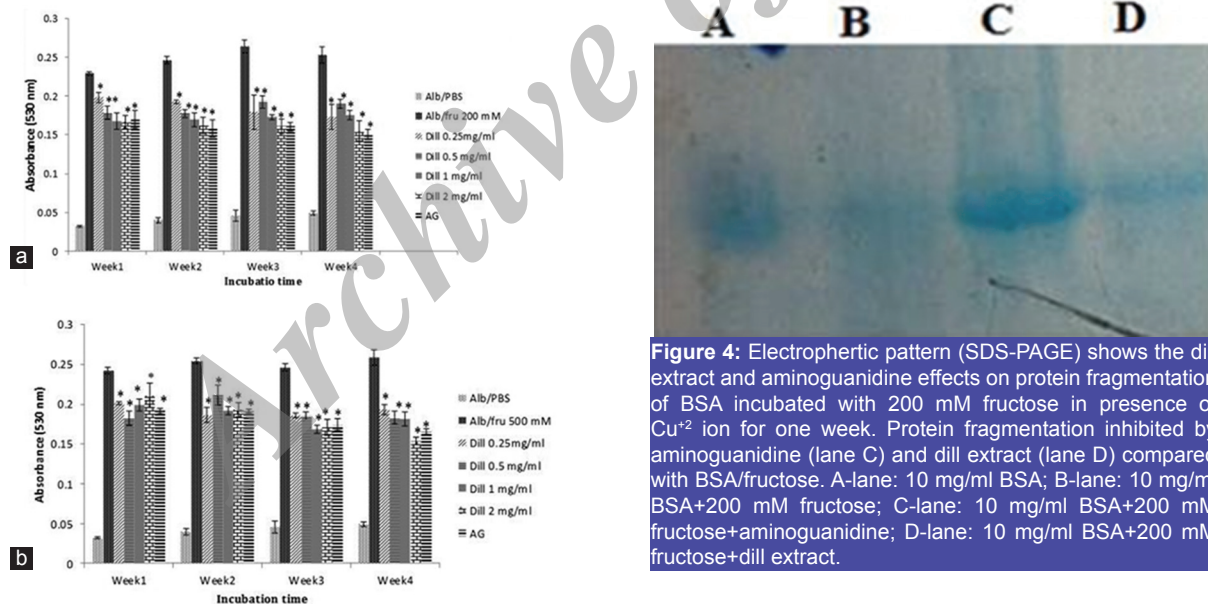 0.3
0.25
0.2
0.15
0.1
0.05
0
Absorbance (530 nm)
Week1 Week2 Week3 Week4
Incubatio time
Alb/PBS
Alb/fru 200 mM
Dill 0.25mg/ml
Dill 0.5 mg/ml
Dill 1 mg/ml
Dill 2 mg/ml
AG
a
0.3
0.25
0.2
0.15
0.1
0.05
0
Absorbance (530 nm)
Week1 Week2 Week3 Week4
Incubation time
Alb/PBS
Alb/fru 500 mM
Dill 0.25mg/ml
Dill 0.5 mg/ml
Dill 1 mg/ml
Dill 2 mg/ml
AG
b
Archive of
A B C D
Figure 4: Electrophertic pattern (SDS-PAGE) shows the dil
extract and aminoguanidine effects on protein fragmentation
of BSA incubated with 200 mM fructose in presence o
Cu+2 ion for one week. Protein fragmentation inhibited by
aminoguanidine (lane C) and dill extract (lane D) compared
with BSA/fructose. A-lane: 10 mg/ml BSA; B-lane: 10 mg/m
BSA+200 mM fructose; C-lane: 10 mg/ml BSA+200 mM
fructose+aminoguanidine; D-lane: 10 mg/ml BSA+200 mM
fructose+dill extract.